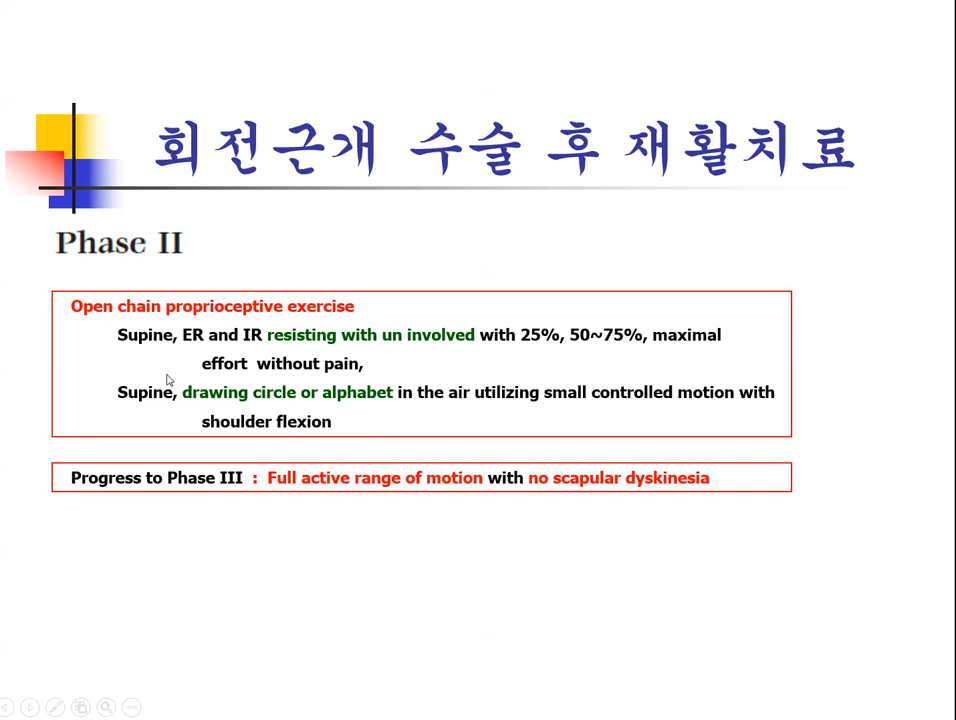 회전근개 수술 후 재활치료
Phase II
Open chain proprioceptive exercise
Supine, ER and IR resisting with un involved with 25%, 50~75%, maximal
effort without pain,
Supine, drawing circle or alphabet in the air utilizing small controlled motion with
shoulder flexion
Progress to Phase III : Full active range of motion with no scapular dyskinesia